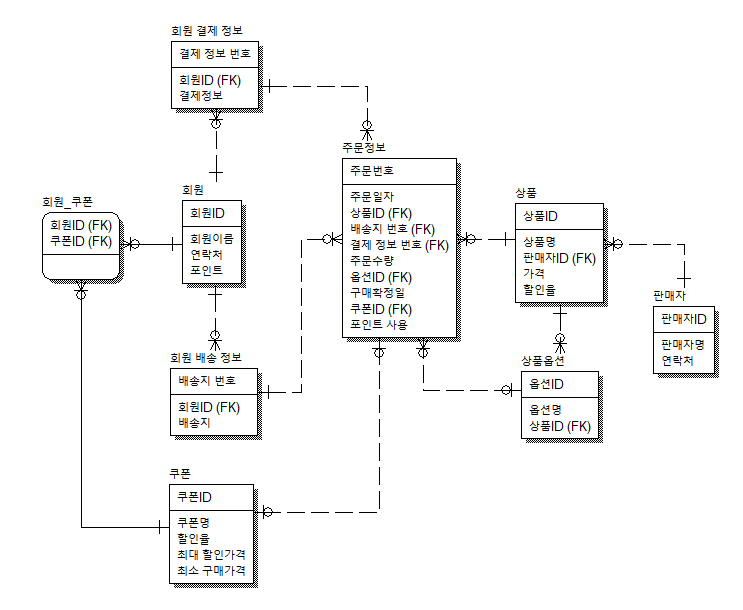 회원 결제 정보
결제 정보 번호
회원ID (FK)
결제정보
주문정보
주문번호
주문일자
상품ID (FK)
배송지 번호 (FK)
결제 정보 번호 (FK)
주문수량
옵션ID (FK)
구매확정일
쿠폰ID (FK)
포인트 사용
회원_쿠폰
회원ID (FK)
쿠폰ID (FK)
회원
회원ID
회원이름
연락처
포인트
상품
상품ID
상품명
판매자ID (FK)
가격
할인율
판매자
판매자ID
판매자명
연락처
회원 배송 정보
배송지 번호
회원ID (FK)
배송지
상품옵션
옵션ID
옵션명
상품ID (FK)
쿠폰
쿠폰ID
쿠폰명
할인율
최대 할인가격
최소 구매가격